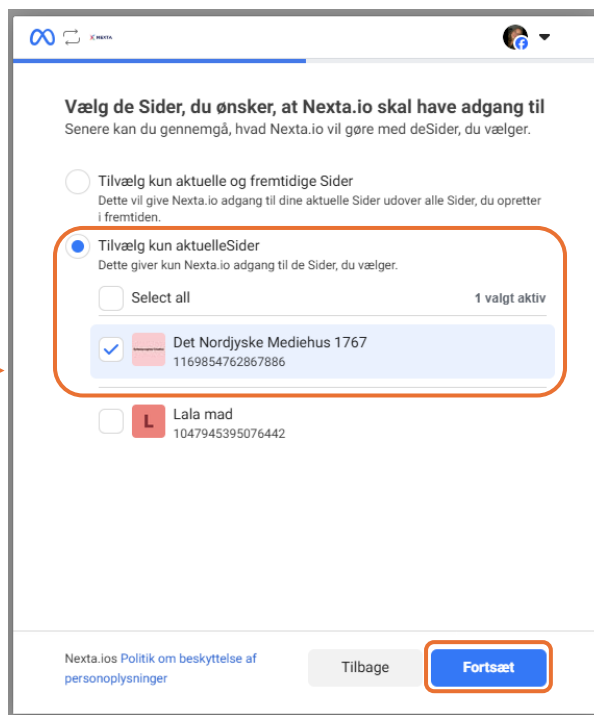 NEXTA
Vælg de Sider, du ønsker, at Nexta.io skal have adgang til
Senere kan du gennemgå, hvad Nexta.io vil gøre med deSider, du vælger.
Tilvælg kun aktuelle og fremtidige Sider
Dette vil give Nexta.io adgang til dine aktuelle Sider udover alle Sider, du opretter
i fremtiden.
Tilvælg kun aktuelleSider
Dette giver kun Nexta.io adgang til de Sider, du vælger.
Select all 1 valgt aktiv
Det Nordjyske Mediehus 1767
1169854762867886
L Lala mad
1047945395076442
Nexta.ios Politik om beskyttelse af
personoplysninger
Tilbage Fortsæt